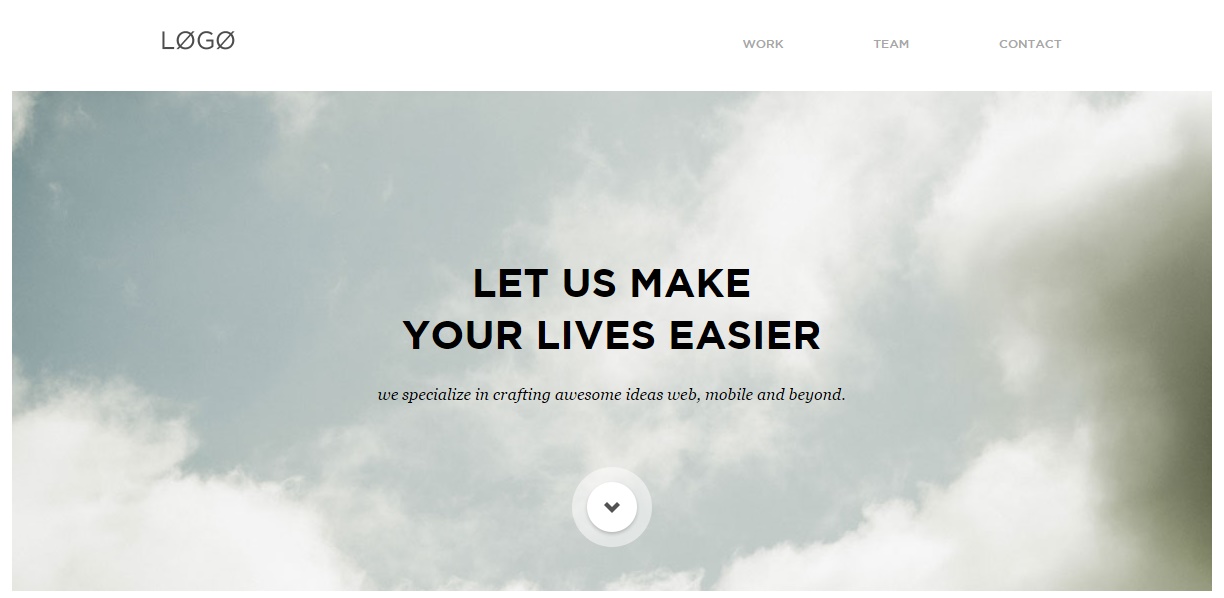 LØGØ
WORK TEAM CONTACT
LET US MAKE
YOUR LIVES EASIER
we specialize in crafting awesome ideas web, mobile and beyond.